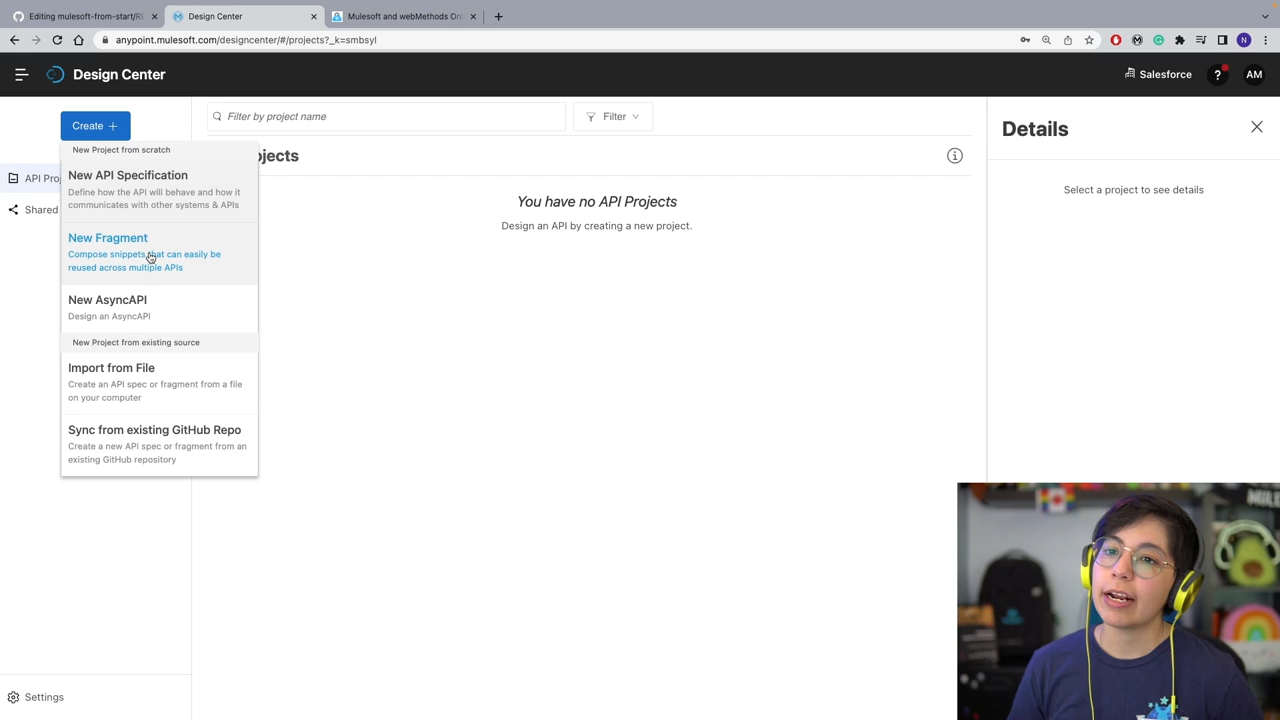 Editing mulesoft-from-start/RE
Design Center
Mulesoft and webMethods Onl
anypoint.mulesoft.com/designcenter/#/projects?_k=smbsyl
N
Design Center
Salesforce
?
AM
Create +
Filter by project name
Filter
Details
New Project from scratch
ojects
New API Specification
Define how the API will behave and how it
communicates with other systems & APIs
API Proj
Shared
Select a project to see details
You have no API Projects
Design an API by creating a new project.
New Fragment
Compose snippets that can easily be
reused across multiple APIs
New AsyncAPI
Design an AsyncAPI
New Project from existing source
Import from File
Create an API spec or fragment from a file
on your computer
Sync from existing GitHub Repo
Create a new API spec or fragment from an
existing GitHub repository
Settings